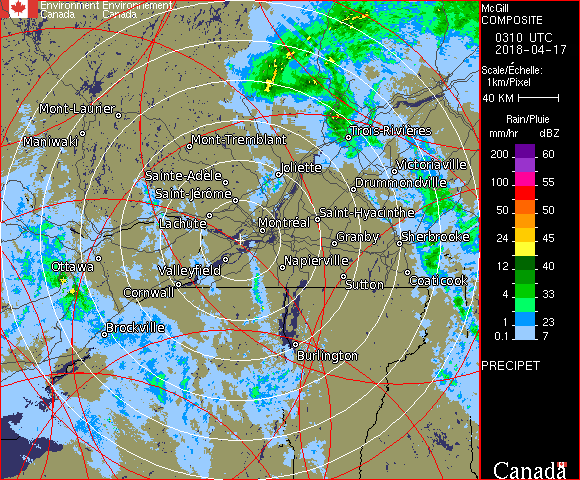 Environment Environnement
Canada Canada
McGill
COMPOSITE
0310 UTC
2018-04-17
Scale/Échelle:
1km/Pixel
40 KM
Rain/Pluie
mm/hr dBZ
200 60
100 55
50 50
24 45
12 40
4 33
1 23
0.1 7
PRECIPET
Canada
Mont-Laurier
Maniwaki
Mont-Tremblant
Trois-Rivières
Sainte-Adèle
Joliette
Victoriaville
Saint-Jérôme
Drummondville
Lachute
Montréal
Saint-Hyacinthe
Granby
Sherbrooke
Ottawa
Valleyfield
Napierville
Cornwall
Sutton
Coaticook
Brockville
Burlington